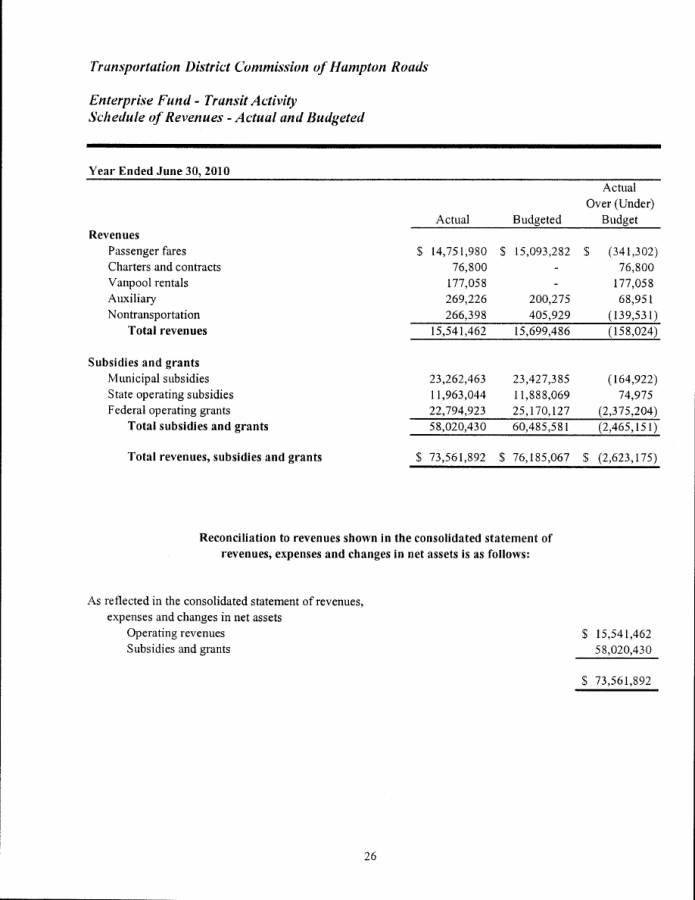 Transportation District Commission of Hampton Roads
Enterprise Fund - Transit Activity
Schedule of Revenues - Actual and Budgeted
Year Ended June 30, 2010
Actual
Over (Under)
Actual Budgeted Budget
Revenues
Passenger fares $ 14,751,980 $ 15,093,282 $ (341,302)
Charters and contracts 76,800 - 76,800
Vanpool rentals 177,058 - 177,058
Auxiliary 269,226 200,275 68,951
Nontransportation 266,398 405,929 (139,531)
Total revenues 15,541,462 15,699,486 (158,024)
Subsidies and grants
Municipal subsidies 23,262,463 23,427,385 (164,922)
State operating subsidies 11,963,044 11,888,069 74,975
Federal operating grants 22,794,923 25,170,127 (2,375,204)
Total subsidies and grants 58,020,430 60,485,581 (2,465,151)
Total revenues, subsidies and grants $ 73,561,892 $ 76,185,067 $ (2,623,175)
Reconciliation to revenues shown in the consolidated statement of
revenues, expenses and changes in net assets is as follows:
As reflected in the consolidated statement of revenues,
expenses and changes in net assets
Operating revenues $ 15,541,462
Subsidies and grants 58,020,430
$ 73,561,892
26